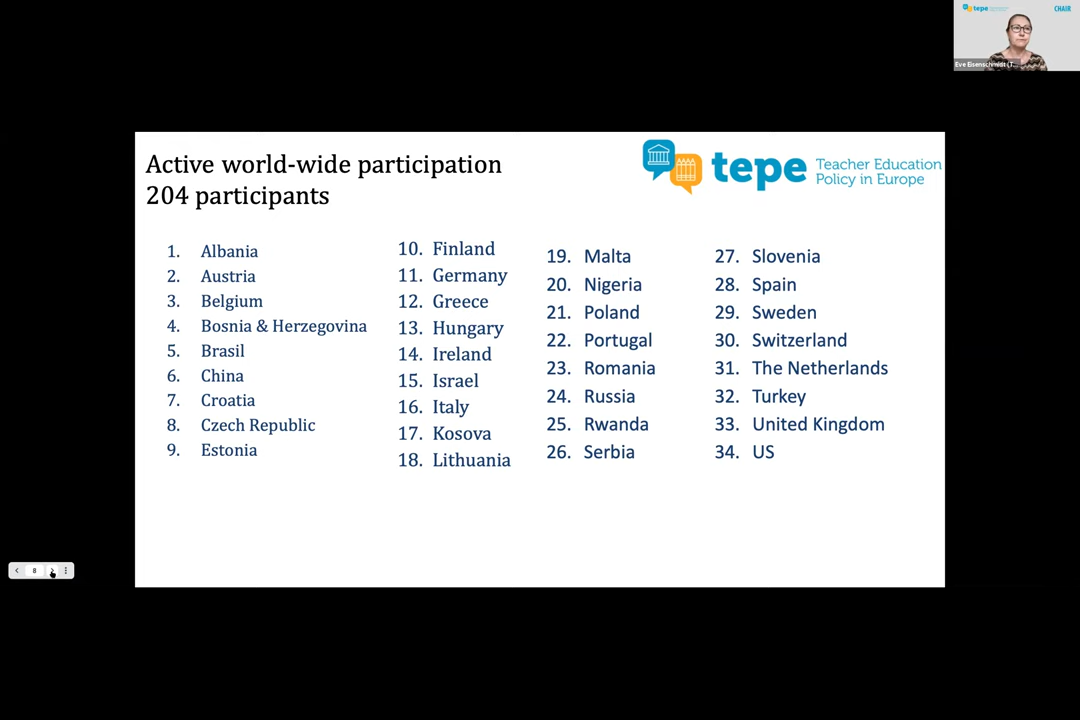 tepe
CHAIR
Eve Eisenschmidt (T...
Active world-wide participation
204 participants
tepe
Teacher Education
Policy in Europe
1. Albania
2. Austria
3. Belgium
4. Bosnia & Herzegovina
5. Brasil
6. China
7. Croatia
8. Czech Republic
9. Estonia
10. Finland
11. Germany
12. Greece
13. Hungary
14. Ireland
15. Israel
16. Italy
17. Kosova
18. Lithuania
19. Malta
20. Nigeria
21. Poland
22. Portugal
23. Romania
24. Russia
25. Rwanda
26. Serbia
27. Slovenia
28. Spain
29. Sweden
30. Switzerland
31. The Netherlands
32. Turkey
33. United Kingdom
34. US
8